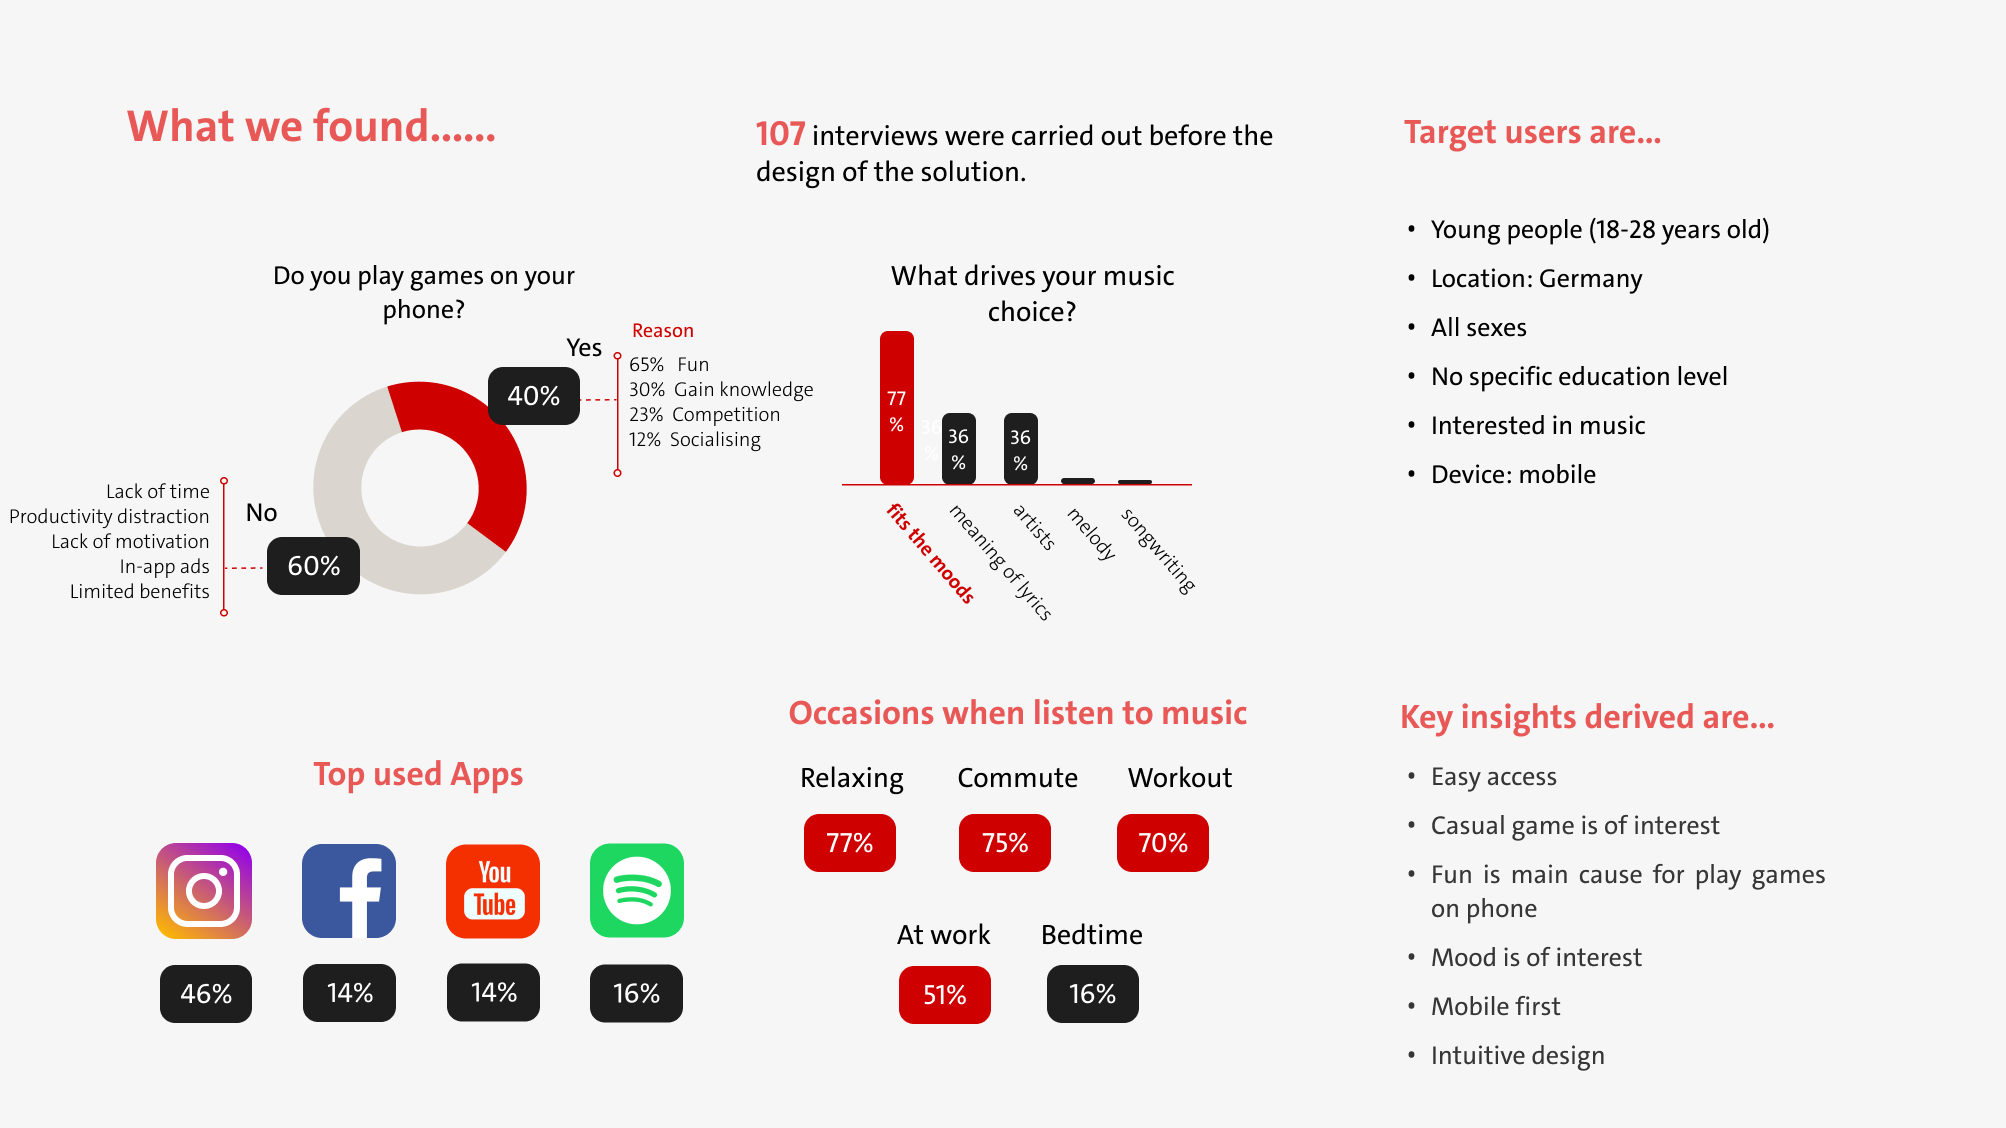 What we found......
107 interviews were carried out before the
design of the solution.
Target users are...
• Young people (18-28 years old)
• Location: Germany
• All sexes
• No specific education level
• Interested in music
• Device: mobile
Do you play games on your
phone?
Yes
40%
Reason
65% Fun
30% Gain knowledge
23% Competition
12% Socialising
No
60%
Lack of time
Productivity distraction
Lack of motivation
In-app ads
Limited benefits
What drives your music
choice?
77
%
36
%
36
%
36
%
fits the moods
meaning of lyrics
artists
melody
songwriting
Top used Apps
You
Tube
46%
14%
14%
16%
Occasions when listen to music
Relaxing
Commute
Workout
77%
75%
70%
At work
Bedtime
51%
16%
Key insights derived are...
• Easy access
• Casual game is of interest
• Fun is main cause for play games
on phone
• Mood is of interest
• Mobile first
• Intuitive design